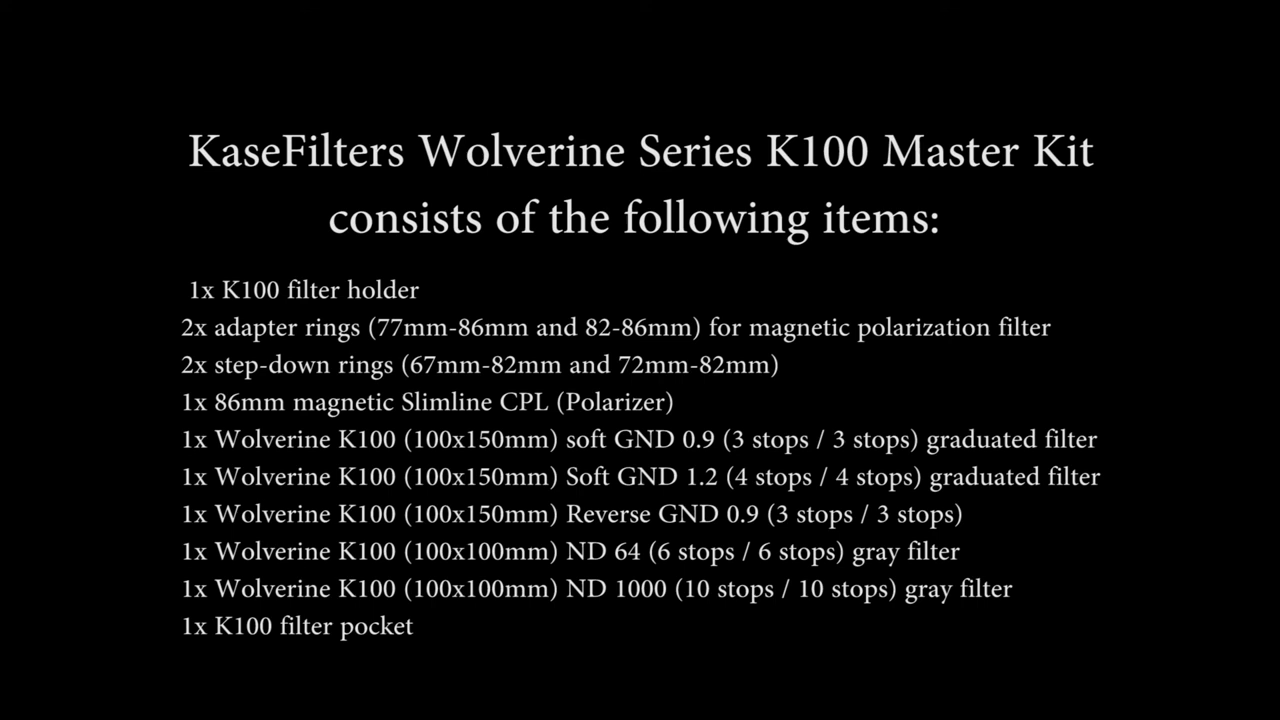 KaseFilters Wolverine Series K100 Master Kit
consists of the following items:
1x K100 filter holder
2x adapter rings (77mm-86mm and 82-86mm) for magnetic polarization filter
2x step-down rings (67mm-82mm and 72mm-82mm)
1x 86mm magnetic Slimline CPL (Polarizer)
1x Wolverine K100 (100x150mm) soft GND 0.9 (3 stops / 3 stops) graduated filter
1x Wolverine K100 (100x150mm) Soft GND 1.2 (4 stops / 4 stops) graduated filter
1x Wolverine K100 (100x150mm) Reverse GND 0.9 (3 stops / 3 stops)
1x Wolverine K100 (100x100mm) ND 64 (6 stops / 6 stops) gray filter
1x Wolverine K100 (100x100mm) ND 1000 (10 stops / 10 stops) gray filter
1x K100 filter pocket